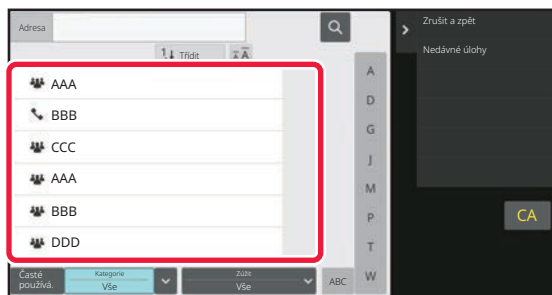 Adresa
Třídit
AAA
BBB
CCC
AAA
BBB
DDD
A
D
G
J
M
P
T
W
Časté
používá.
Kategorie
Vše
Zúžit
Vše
ABC
Zrušit a zpět
Nedávné úlohy
CA